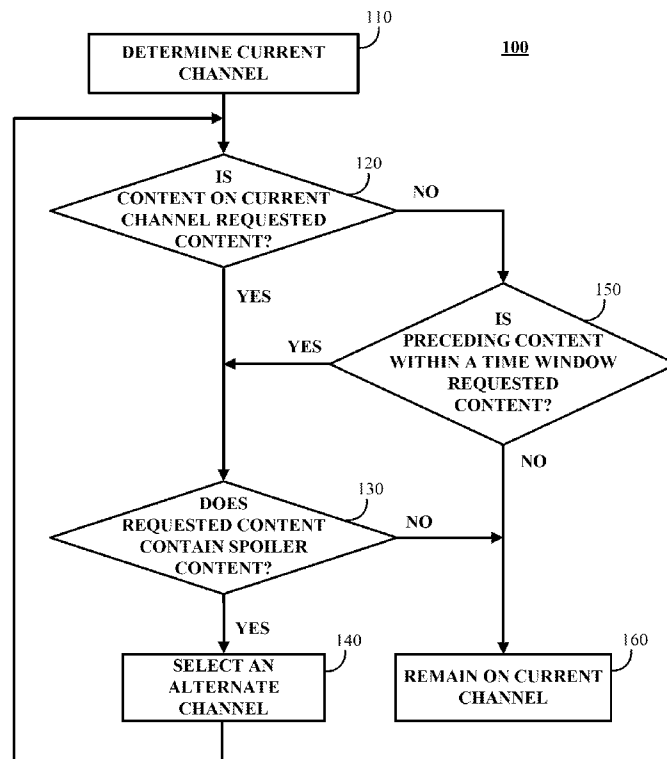 110
100
DETERMINE CURRENT
CHANNEL
120
IS
CONTENT ON CURRENT
CHANNEL REQUESTED
CONTENT?
NO
YES
150
IS
PRECEDING CONTENT
WITHIN A TIME WINDOW
REQUESTED
CONTENT?
YES
NO
130
DOES
REQUESTED CONTENT
CONTAIN SPOILER
CONTENT?
NO
YES
140
SELECT AN
ALTERNATE
CHANNEL
160
REMAIN ON CURRENT
CHANNEL